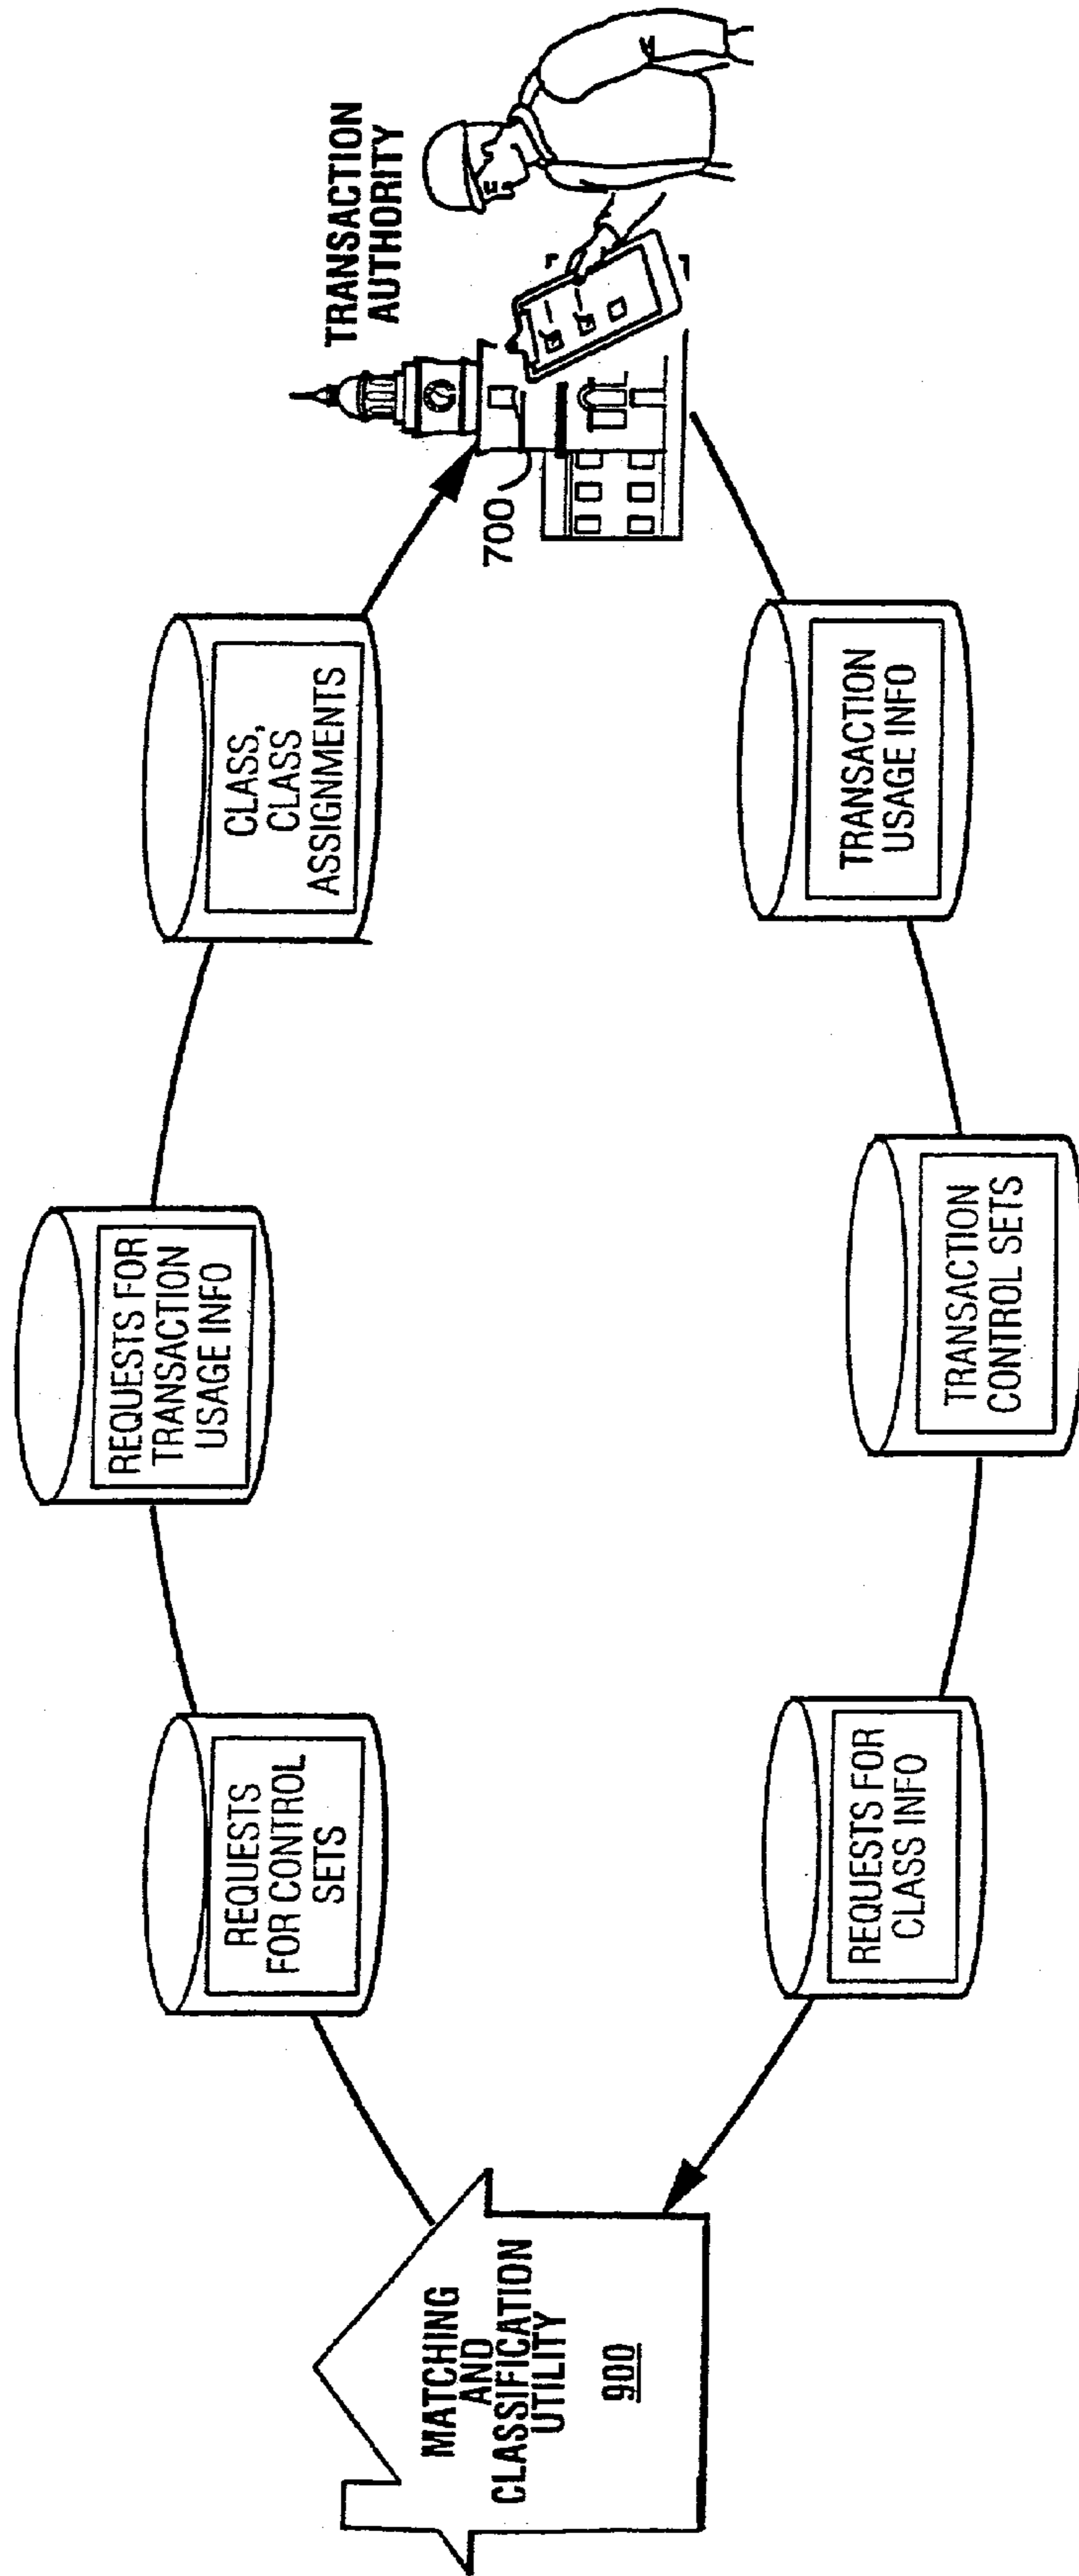 MATCHING
AND
CLASSIFICATION
UTILITY
900
REQUESTS
FOR CONTROL
SETS
REQUESTS FOR
TRANSACTION
USAGE INFO
CLASS,
CLASS
ASSIGNMENTS
TRANSACTION
AUTHORITY
700
TRANSACTION
USAGE INFO
TRANSACTION
CONTROL SETS
REQUESTS FOR
CLASS INFO